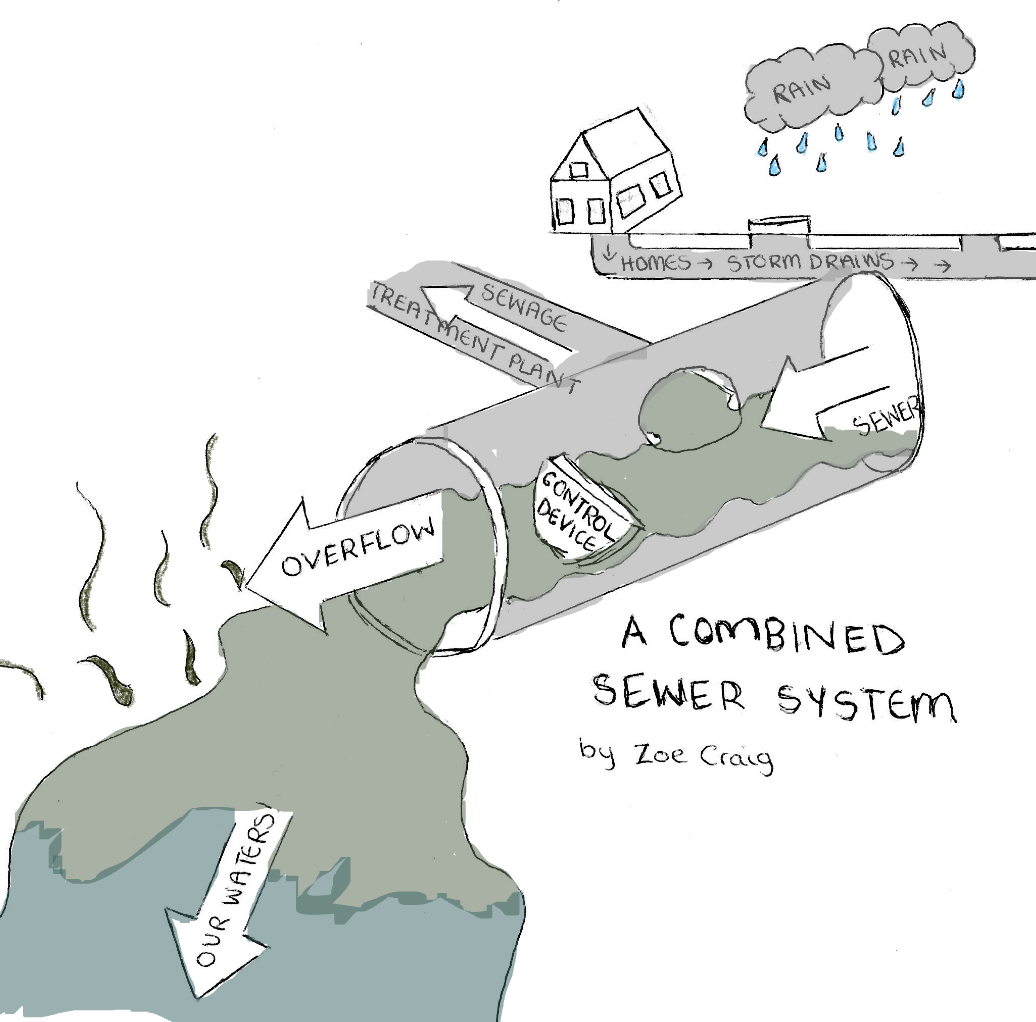 RAIN
RAIN
HOMES → STORM DRAINS → →
SEWAGE
TREATMENT PLANT
SEWER
CONTROL
DEVICE
OVERFLOW
A COMBINED
SEWER SYSTEM
by Zoe Craig
OUR WATERS